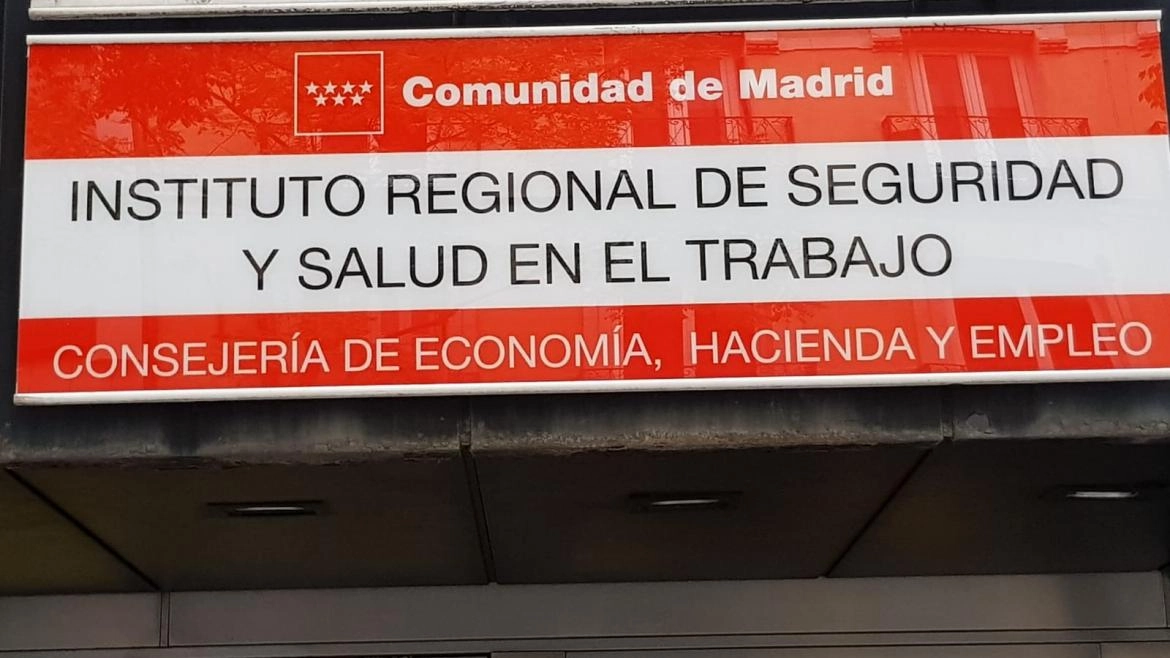 Comunidad de Madrid
INSTITUTO REGIONAL DE SEGURIDAD
Y SALUD EN EL TRABAJO
CONSEJERÍA DE ECONOMÍA, HACIENDA Y EMPLEO